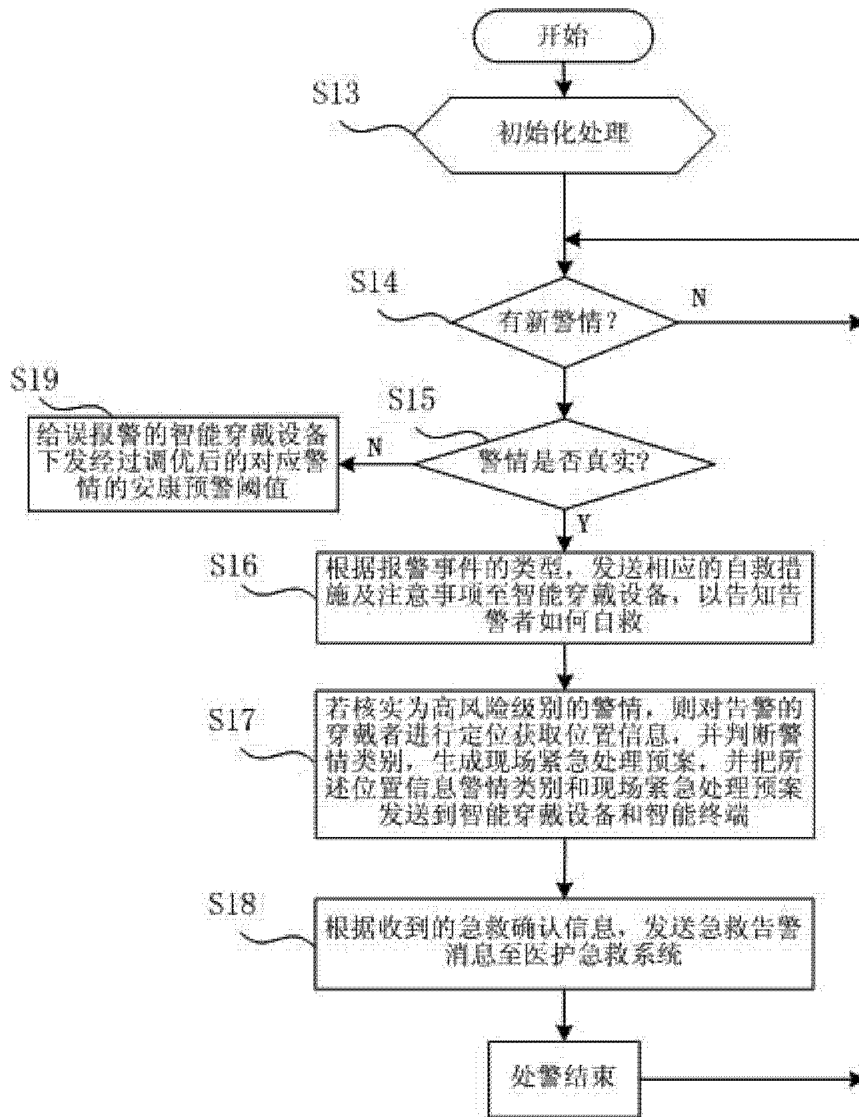 开始
S13
初始化处理
S14
有新警情？
N
S19
S15
给误报警的智能穿戴设备
下发经过调优后的对应警
情的安康预警阈值
N
警情是否真实？
Y
S16
根据报警事件的类型，发送相应的自救措
施及注意事项至智能穿戴设备，以告知告
警者如何自救
S17
若核实为高风险级别的警情，则对告警的
穿戴者进行定位获取位置信息，并判断警
情类别，生成现场紧急处理预案，并把所
述位置信息警情类别和现场紧急处理预案
发送到智能穿戴设备和智能终端
S18
根据收到的急救确认信息，发送急救告警
消息至医护急救系统
处警结束